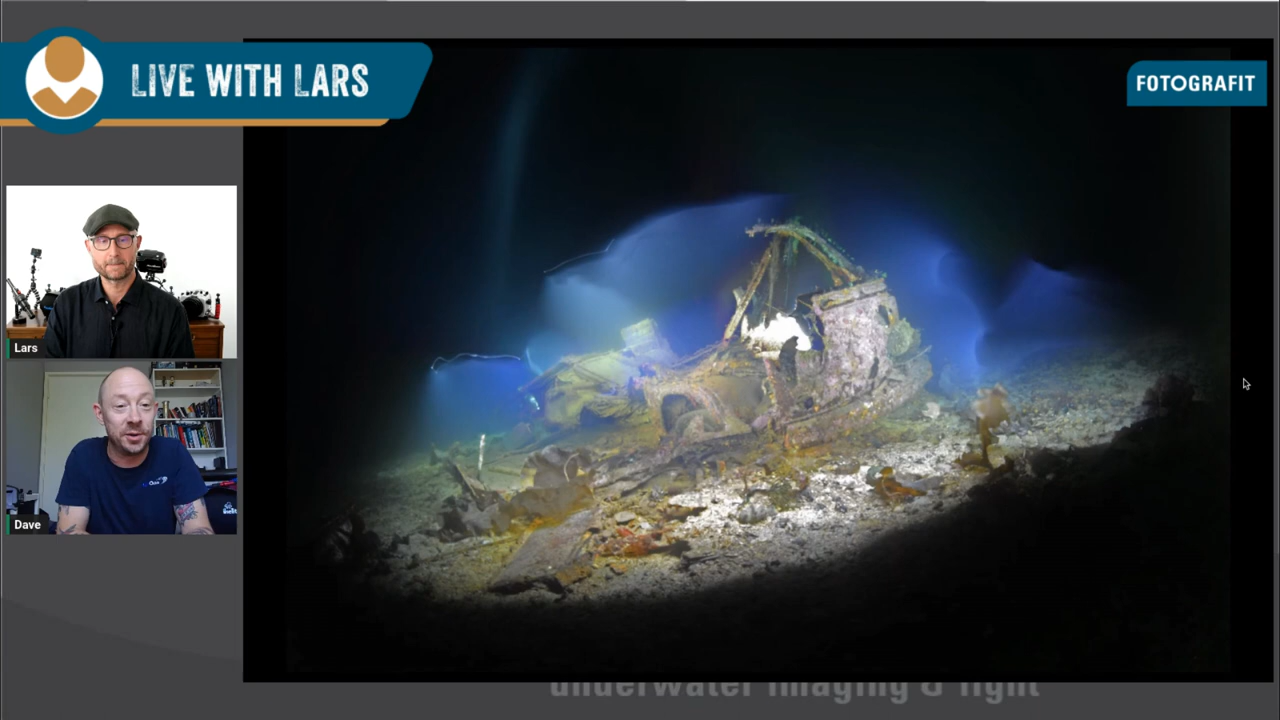 LIVE WITH LARS
FOTOGRAFIT
Lars
Dave
underwater imaging & light